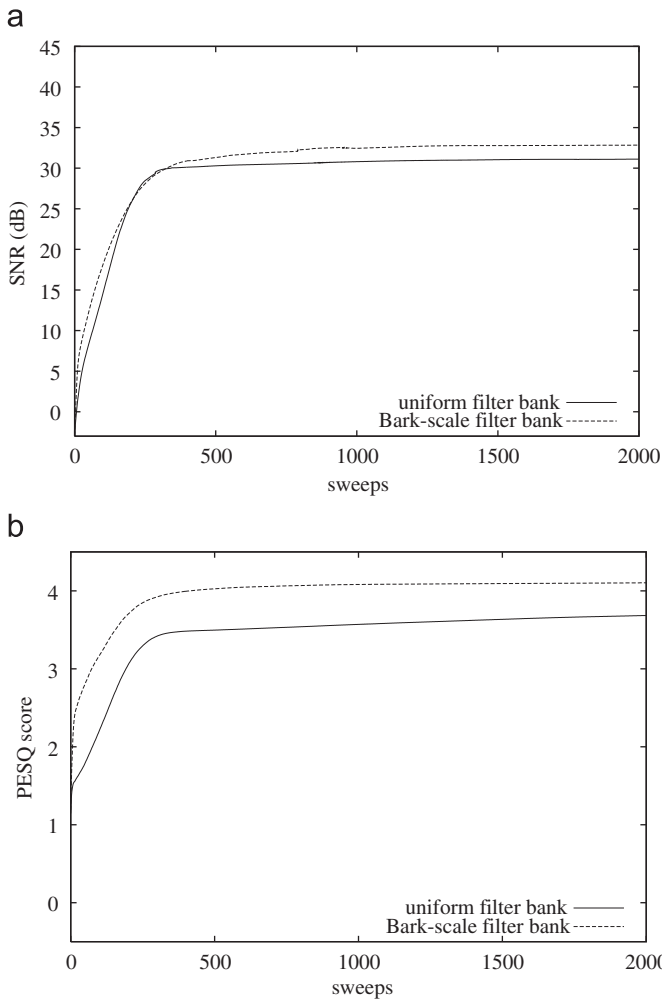 a
45
40
35
30
25
20
15
10
5
0
SNR (dB)
uniform filter bank
Bark-scale filter bank
0 500 1000 1500 2000
sweeps
b
4
3
2
1
0
PESQ score
uniform filter bank
Bark-scale filter bank
0 500 1000 1500 200
sweeps